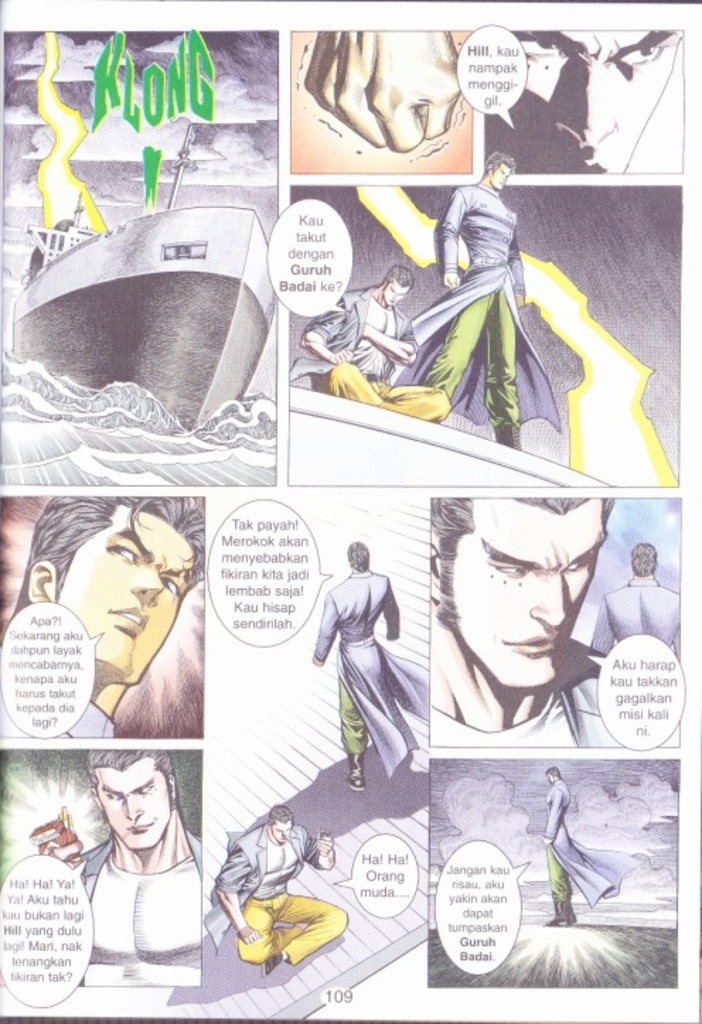 KLONG
!
Hill, kau
nampak
menggi-
gil.
Kau
takut
dengan
Guruh
Badai ke?
Apa?!
Sekarang aku
dahpun layak
mencabarnya,
kenapa aku
harus takut
kepada dia
lagi?
Tak payah!
Merokok akan
menyebabkan
fikiran kita jadi
lembab saja!
Kau hisap
sendirilah.
Aku harap
kau takkan
gagalkan
misi kali
ni.
Ha! Ha! Ya!
Ya! Aku tahu
kau bukan lagi
Hill yang dulu
lagi! Mari, nak
tenangkan
fikiran tak?
Ha! Ha!
Orang
muda....
Jangan kau
risau, aku
yakin akan
dapat
tumpaskan
Guruh
Badai.
109